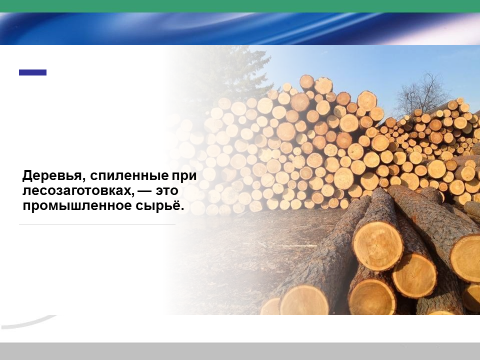 Деревья, спиленные при
лесозаготовках, — это
промышленное сырьё.